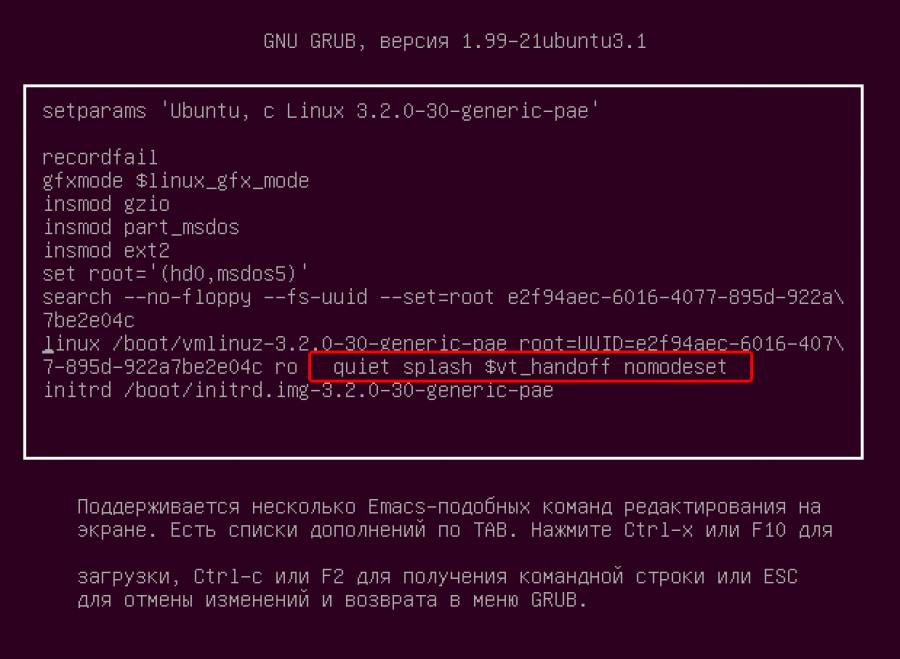 GNU GRUB, версия 1.99-21ubuntu3.1
setparams 'Ubuntu, с Linux 3.2.0-30-generic-pae'
recordfail
gfxmode $linux_gfx_mode
insmod gzio
insmod part_msdos
insmod ext2
set root='(hd0,msdos5)'
search --no-floppy --fs-uuid --set=root e2f94aec-6016-4077-895d-922a\
7be2e04c
linux /boot/vmlinuz-3.2.0-30-generic-pae root=UUID=e2f94aec-6016-407\
7-895d-922a7be2e04c ro   quiet splash $vt_handoff nomodeset
initrd /boot/initrd.img-3.2.0-30-generic-pae
Поддерживается несколько Emacs-подобных команд редактирования на
экране. Есть списки дополнений по TAB. Нажмите Ctrl-x или F10 для
загрузки, Ctrl-c или F2 для получения командной строки или ESC
для отмены изменений и возврата в меню GRUB.